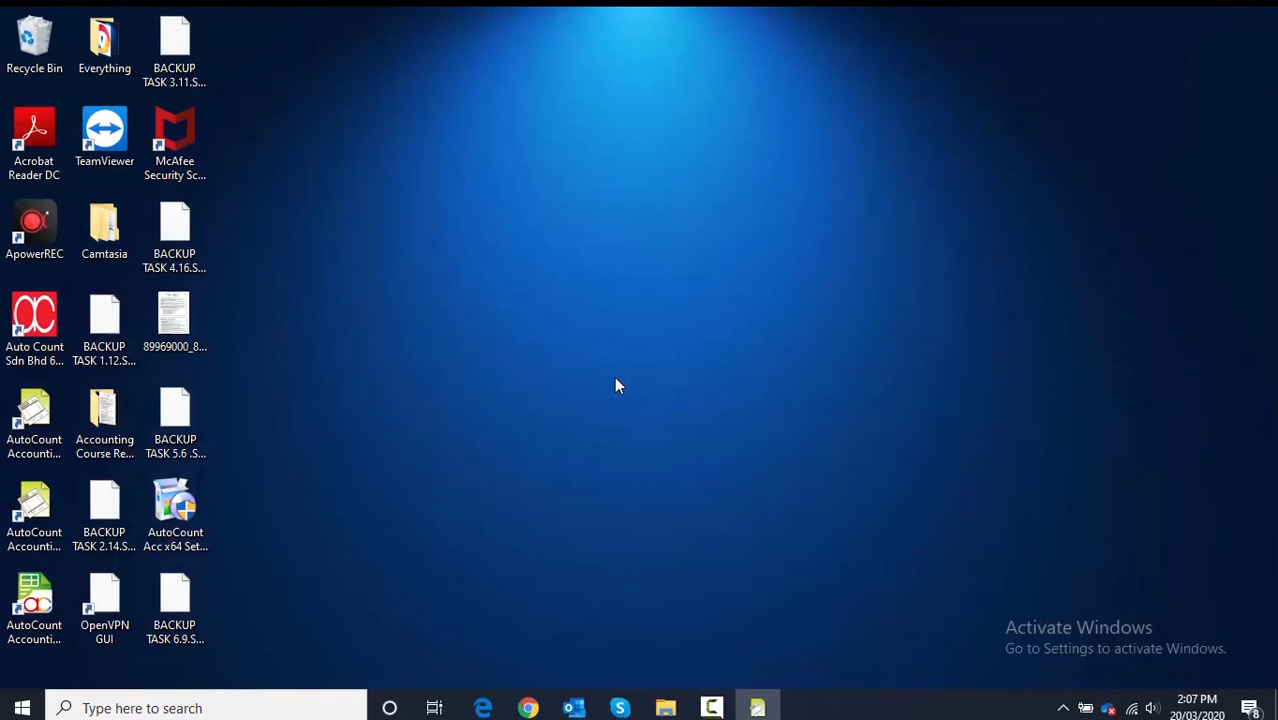 Recycle Bin
Everything
BACKUP
TASK 3.11.S...
Acrobat
Reader DC
TeamViewer
McAfee
Security Sc...
ApowerREC
Camtasia
BACKUP
TASK 4.16.S...
Auto Count
Sdn Bhd 6...
BACKUP
TASK 1.12.S...
89969000_8...
AutoCount
Accounti...
Accounting
Course Re...
BACKUP
TASK 5.6 .S...
AutoCount
Accounti...
BACKUP
TASK 2.14.S...
AutoCount
Acc x64 Set...
AutoCount
Accounti...
OpenVPN
GUI
BACKUP
TASK 6.9.S...
Activate Windows
Go to Settings to activate Windows.
Type here to search
2:07 PM
20/03/2020
8